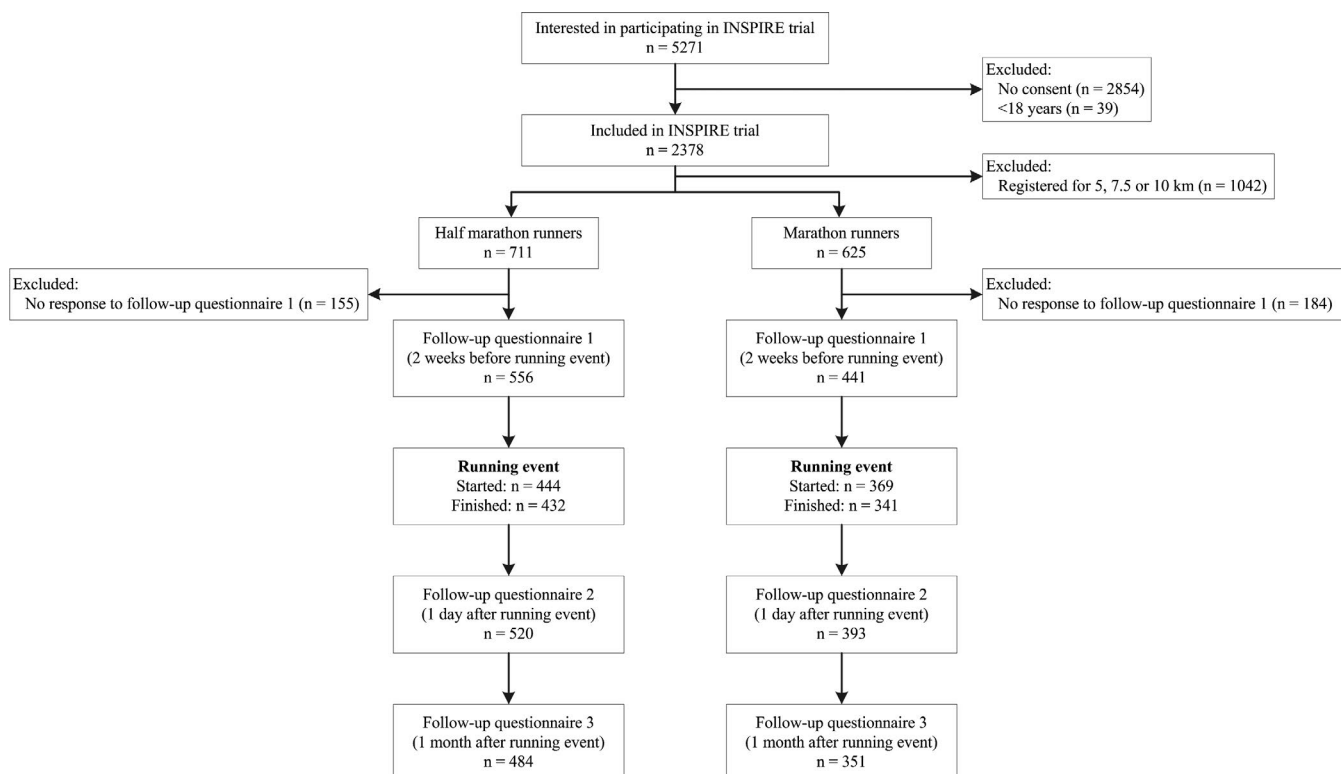 Interested in participating in INSPIRE trial
n = 5271
Excluded:
No consent (n = 2854)
<18 years (n = 39)
Included in INSPIRE trial
n = 2378
Excluded:
Registered for 5, 7.5 or 10 km (n = 1042)
Half marathon runners
n = 711
Marathon runners
n = 625
Excluded:
No response to follow-up questionnaire 1 (n = 155)
Excluded:
No response to follow-up questionnaire 1 (n = 184)
Follow-up questionnaire 1
(2 weeks before running event)
n = 556
Follow-up questionnaire 1
(2 weeks before running event)
n = 441
Running event
Started: n = 444
Finished: n = 432
Running event
Started: n = 369
Finished: n = 341
Follow-up questionnaire 2
(1 day after running event)
n = 520
Follow-up questionnaire 2
(1 day after running event)
n = 393
Follow-up questionnaire 3
(1 month after running event)
n = 484
Follow-up questionnaire 3
(1 month after running event)
n = 351